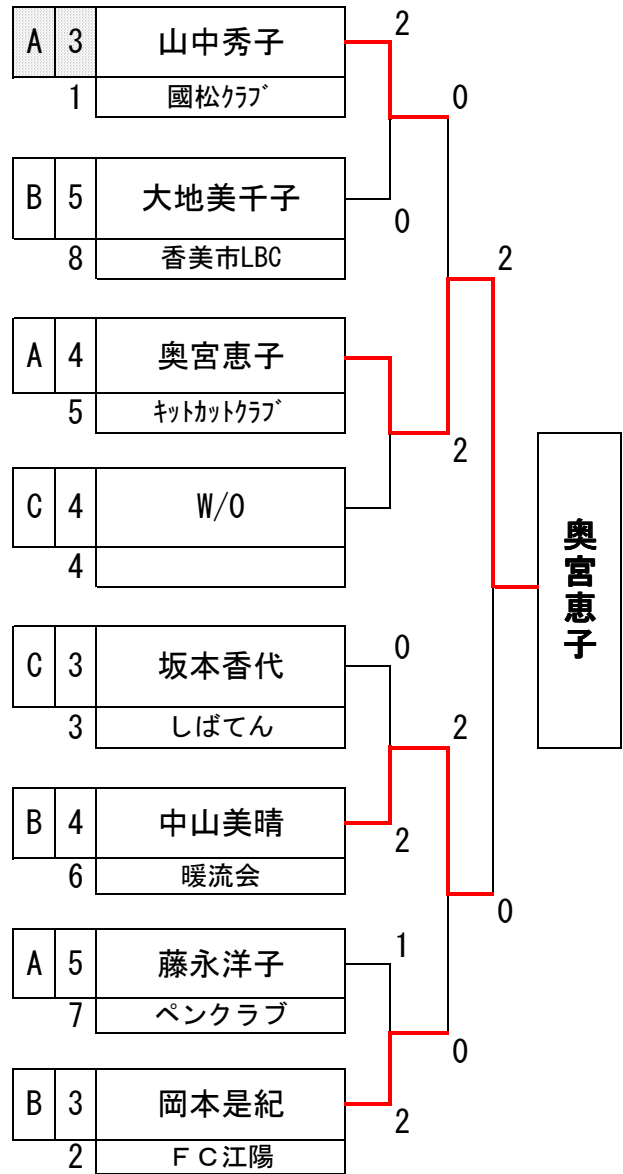 A 3 山中秀子 2
1 國松ｸﾗﾌﾞ 0
B 5 大地美千子 0
8 香美市LBC 2
A 4 奥宮恵子
5 ｷｯﾄｶｯﾄｸﾗﾌﾞ 2
C 4 W/O
4
奥宮恵子
C 3 坂本香代 0
3 しばてん 2
B 4 中山美晴 2
6 暖流会 0
A 5 藤永洋子 1
7 ペンクラブ 0
B 3 岡本是紀 2
2 ＦＣ江陽